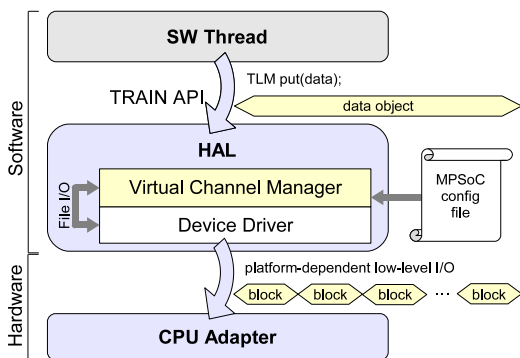 SW Thread
TLM put(data);
TRAIN API
data object
HAL
Software
File I/O
Virtual Channel Manager
Device Driver
MPSoC
config
file
platform-dependent low-level I/O
block block block ... block
Hardware
CPU Adapter